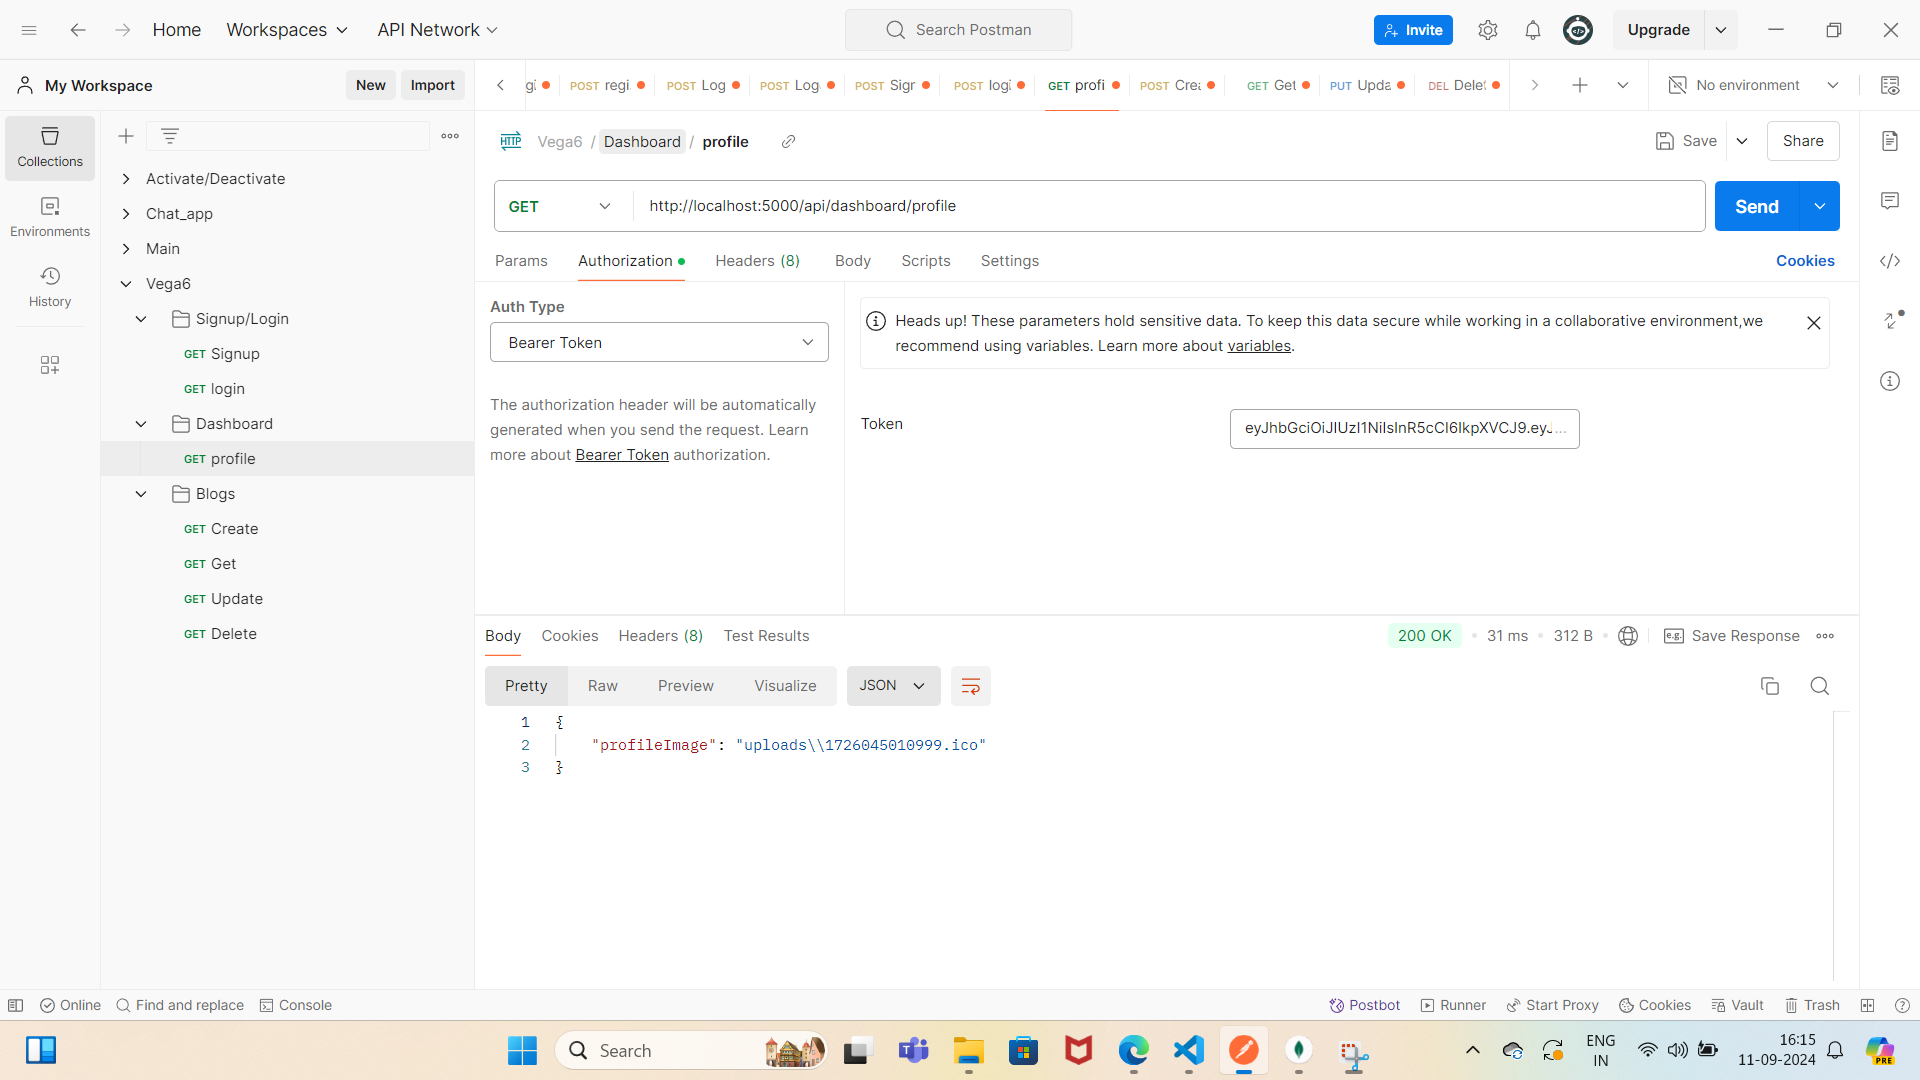 Home Workspaces API Network Search Postman Invite Upgrade
My Workspace New Import
POST regi POST Log POST Log POST Sigr POST logi GET profi POST Crea GET Get PUT Upda DEL Delet No environment
Collections
Environments
History
Activate/Deactivate
Chat_app
Main
Vega6
Signup/Login
GET Signup
GET login
Dashboard
GET profile
Blogs
GET Create
GET Get
GET Update
GET Delete
HTTP Vega6 / Dashboard / profile Save Share
GET http://localhost:5000/api/dashboard/profile Send
Params Authorization Headers (8) Body Scripts Settings Cookies
Auth Type
Bearer Token
The authorization header will be automatically
generated when you send the request. Learn
more about Bearer Token authorization.
Heads up! These parameters hold sensitive data. To keep this data secure while working in a collaborative environment,we
recommend using variables. Learn more about variables.
Token eyJhbGciOiJIUzI1NiIsInR5cCI6IkpXVCJ9.eyJ...
Body Cookies Headers (8) Test Results 200 OK 31 ms 312 B e.g. Save Response
Pretty Raw Preview Visualize JSON
1 {
2 "profileImage": "uploads\\1726045010999.ico"
3 }
Online Find and replace Console Postbot Runner Start Proxy Cookies Vault Trash
Search ENG 16:15
IN 11-09-2024 PRE